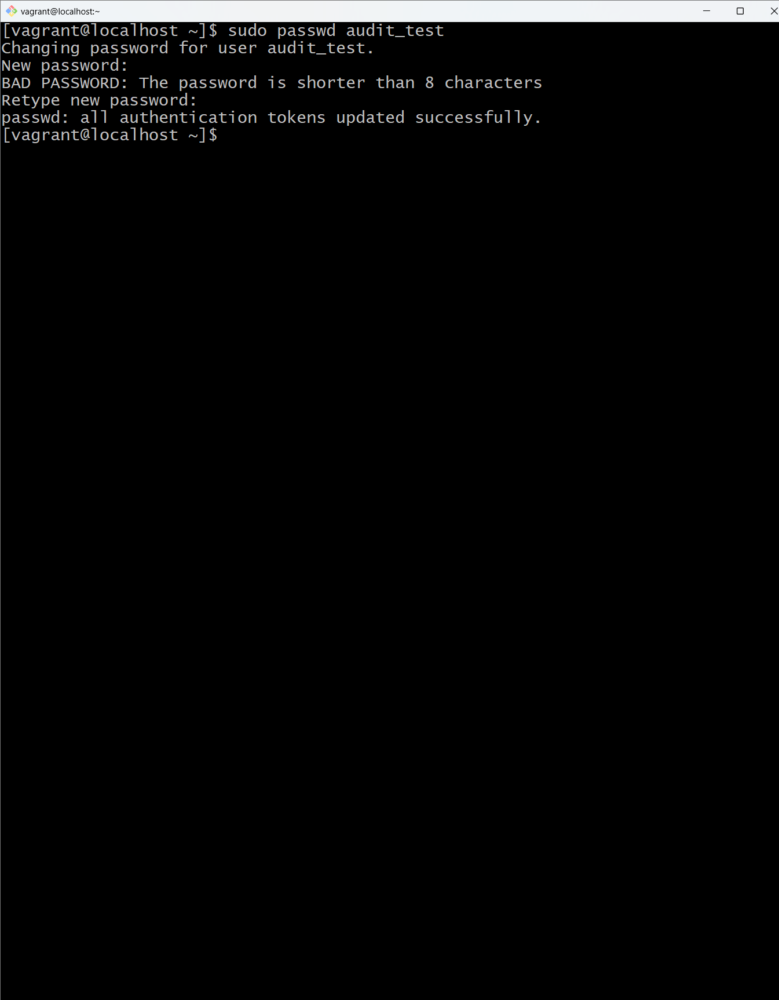 vagrant@localhost:~
[vagrant@localhost ~]$ sudo passwd audit_test
Changing password for user audit_test.
New password:
BAD PASSWORD: The password is shorter than 8 characters
Retype new password:
passwd: all authentication tokens updated successfully.
[vagrant@localhost ~]$